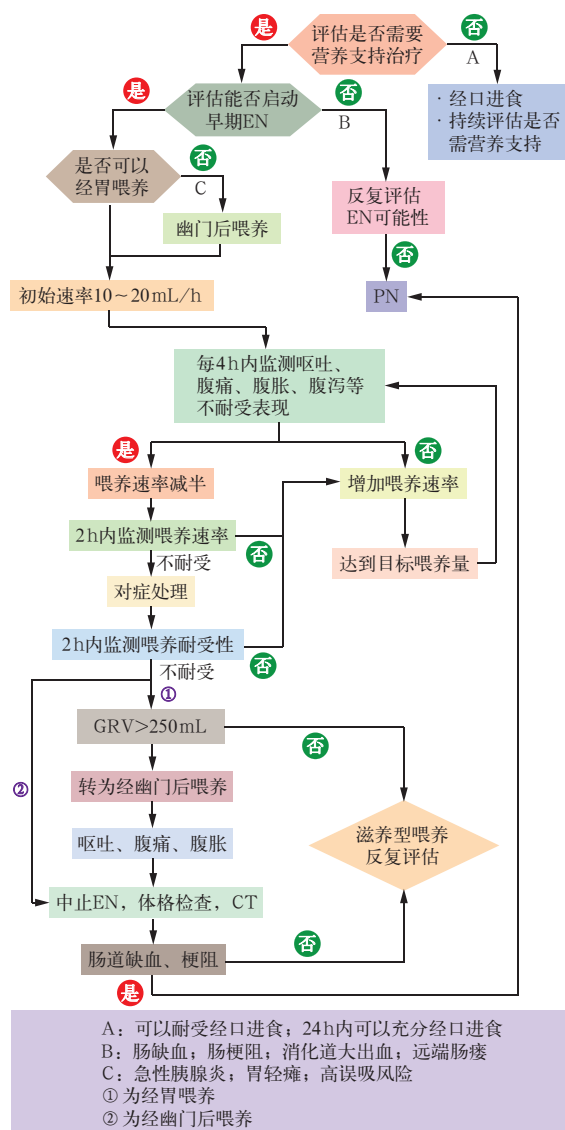 是
评估是否需要
营养支持治疗
否
A
· 经口进食
· 持续评估是否
需营养支持
是
评估能否启动
早期EN
否
B
是否可以
经胃喂养
否
C
幽门后喂养
反复评估
EN可能性
否
PN
初始速率10～20mL/h
每4h内监测呕吐、
腹痛、腹胀、腹泻等
不耐受表现
是
否
喂养速率减半
增加喂养速率
2h内监测喂养速率
否
不耐受
达到目标喂养量
对症处理
2h内监测喂养耐受性
否
不耐受
①
GRV>250mL
否
②
转为经幽门后喂养
呕吐、腹痛、腹胀
滋养型喂养
反复评估
中止EN，体格检查，CT
否
肠道缺血、梗阻
是
A：可以耐受经口进食；24h内可以充分经口进食
B：肠缺血；肠梗阻；消化道大出血；远端肠瘘
C：急性胰腺炎；胃轻瘫；高误吸风险
①为经胃喂养
②为经幽门后喂养